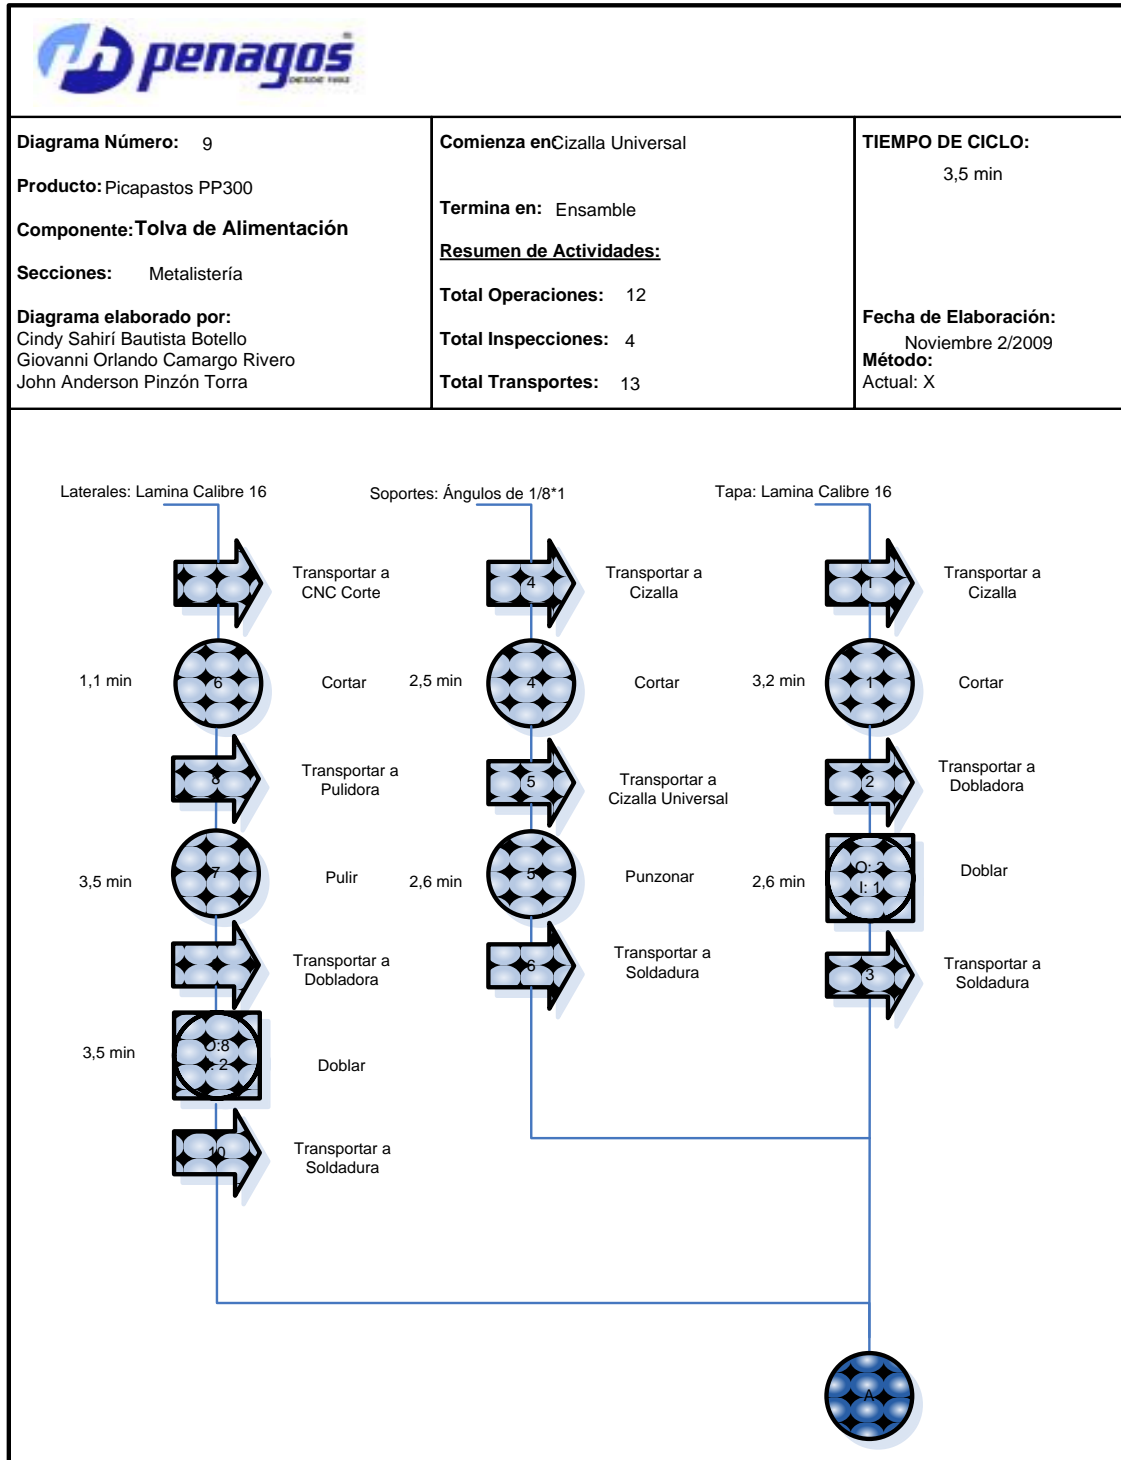 penagos
DESDE 1892
Diagrama Número: 9
Producto: Picapastos PP300
Componente: Tolva de Alimentación
Secciones: Metalistería
Diagrama elaborado por:
Cindy Sahirí Bautista Botello
Giovanni Orlando Camargo Rivero
John Anderson Pinzón Torra
Comienza en: Cizalla Universal
Termina en: Ensamble
Resumen de Actividades:
Total Operaciones: 12
Total Inspecciones: 4
Total Transportes: 13
TIEMPO DE CICLO:
3,5 min
Fecha de Elaboración:
Noviembre 2/2009
Método:
Actual: X
Laterales: Lamina Calibre 16
Transportar a
CNC Corte
1,1 min
6
Cortar
8
Transportar a
Pulidora
3,5 min
7
Pulir
Transportar a
Dobladora
3,5 min
O:8
: 2
Doblar
10
Transportar a
Soldadura
Soportes: Ángulos de 1/8*1
4
Transportar a
Cizalla
2,5 min
4
Cortar
5
Transportar a
Cizalla Universal
2,6 min
5
Punzonar
6
Transportar a
Soldadura
Tapa: Lamina Calibre 16
1
Transportar a
Cizalla
3,2 min
1
Cortar
2
Transportar a
Dobladora
2,6 min
O: 2
I: 1
Doblar
3
Transportar a
Soldadura
A